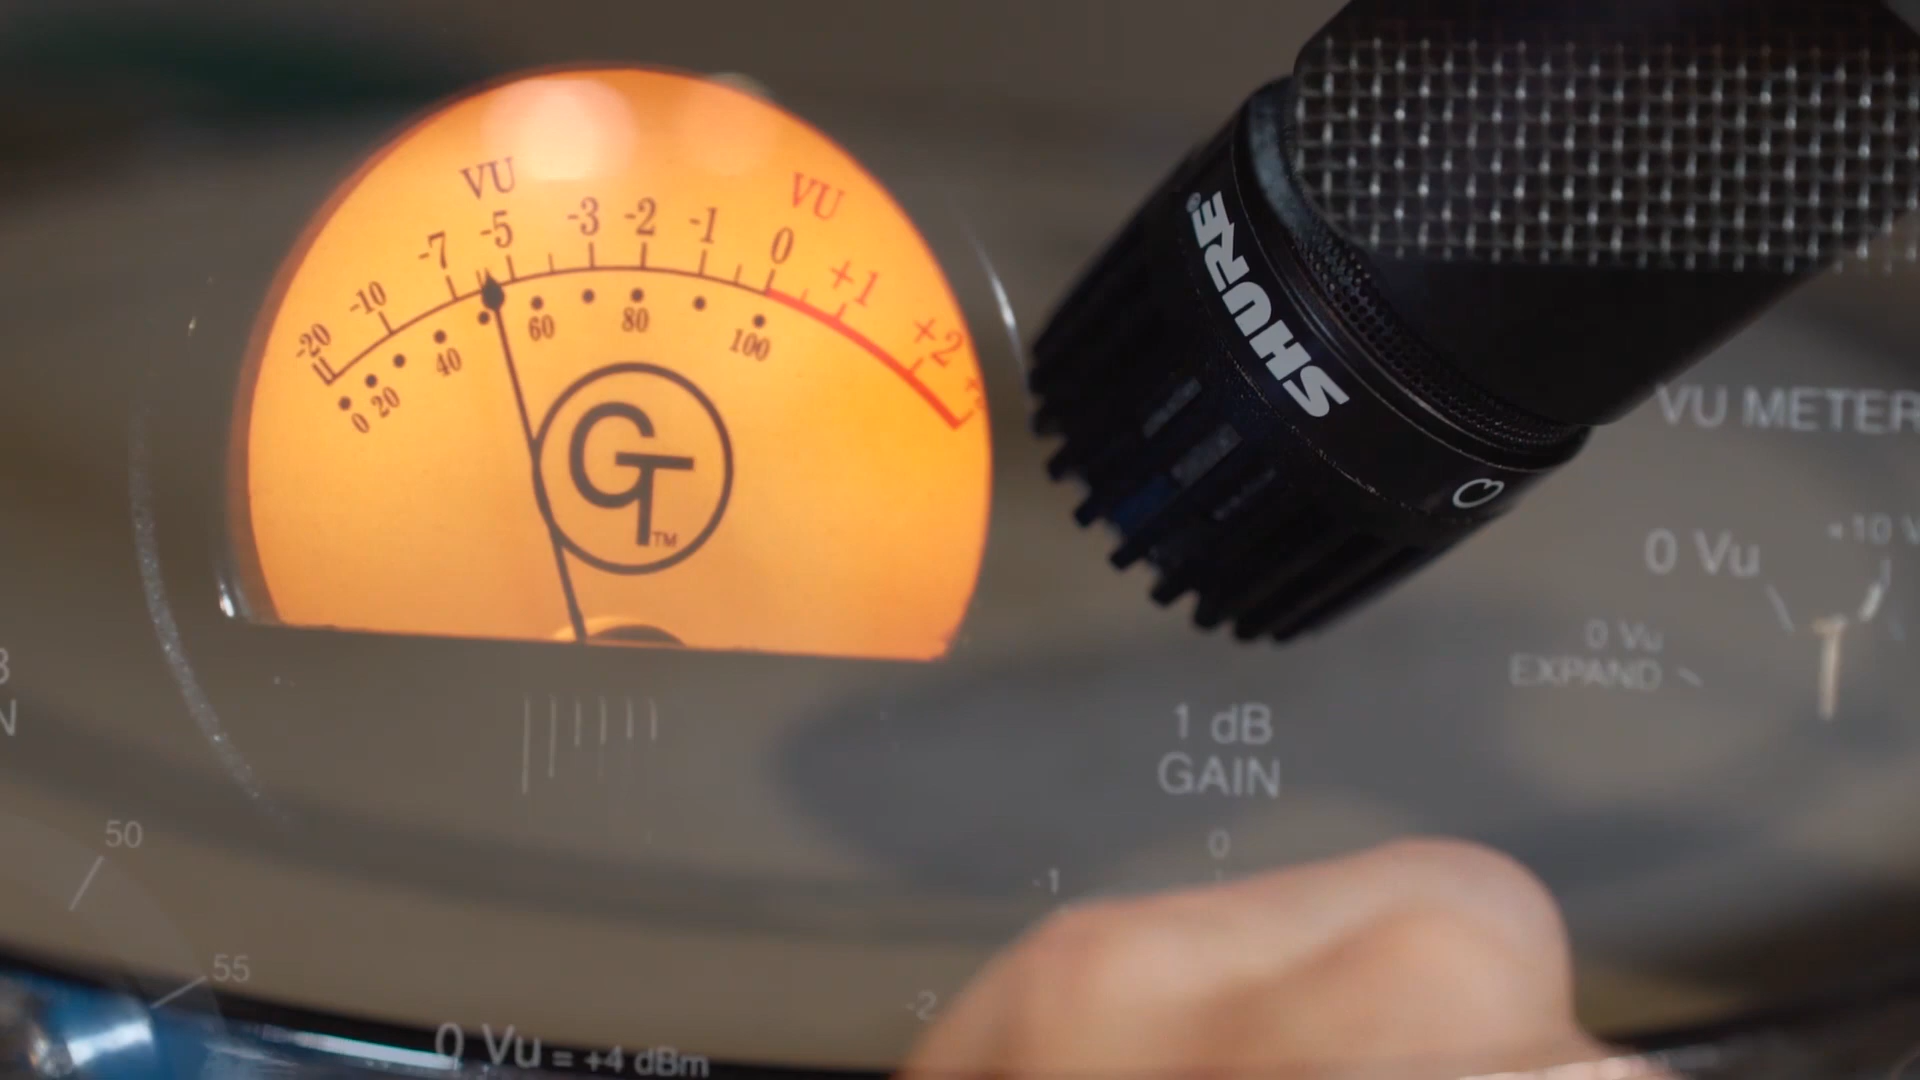 VU
VU
-20
-10
-7
-5
-3
-2
-1
0
+1
+2
0
20
40
60
80
100
GT
TM
SHURE®
VU METER
0 Vu
+10 V
0 Vu
EXPAND
1 dB
GAIN
0
-1
-2
50
55
0 Vu = +4 dBm